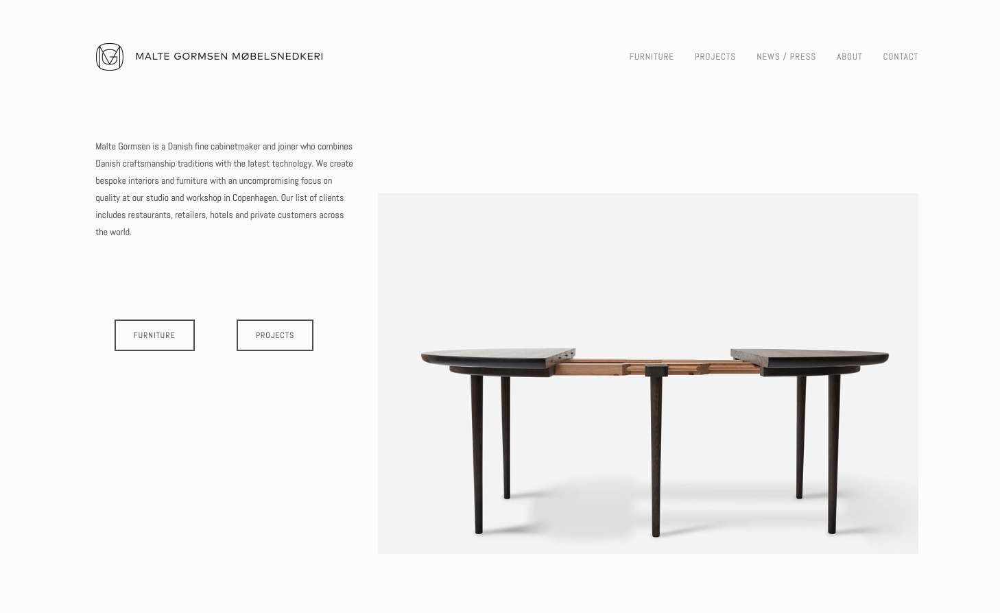 MALTE GORMSEN MØBELSNEDKERI
FURNITURE PROJECTS NEWS / PRESS ABOUT CONTACT
Malte Gormsen is a Danish fine cabinetmaker and joiner who combines
Danish craftsmanship traditions with the latest technology. We create
bespoke interiors and furniture with an uncompromising focus on
quality at our studio and workshop in Copenhagen. Our list of clients
includes restaurants, retailers, hotels and private customers across
the world.
FURNITURE
PROJECTS